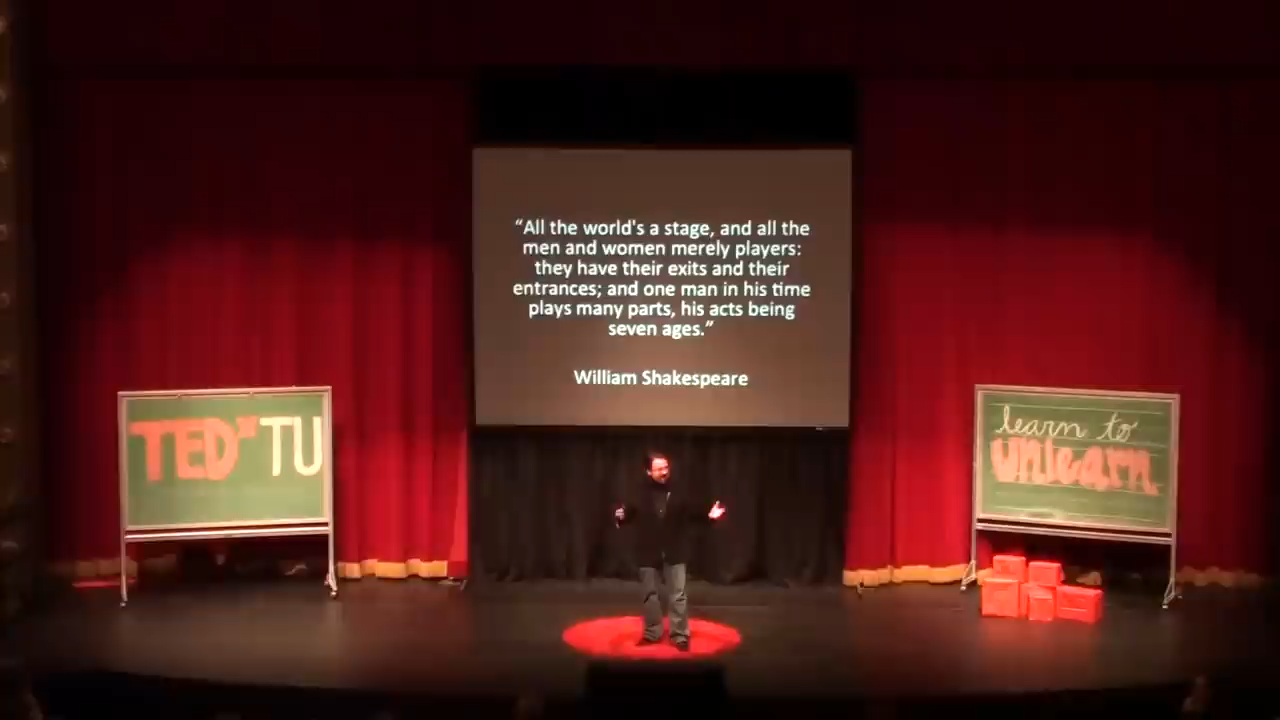 “All the world's a stage, and all the
men and women merely players:
they have their exits and their
entrances; and one man in his time
plays many parts, his acts being
seven ages.”
William Shakespeare
TEDxTU
learn to
unlearn